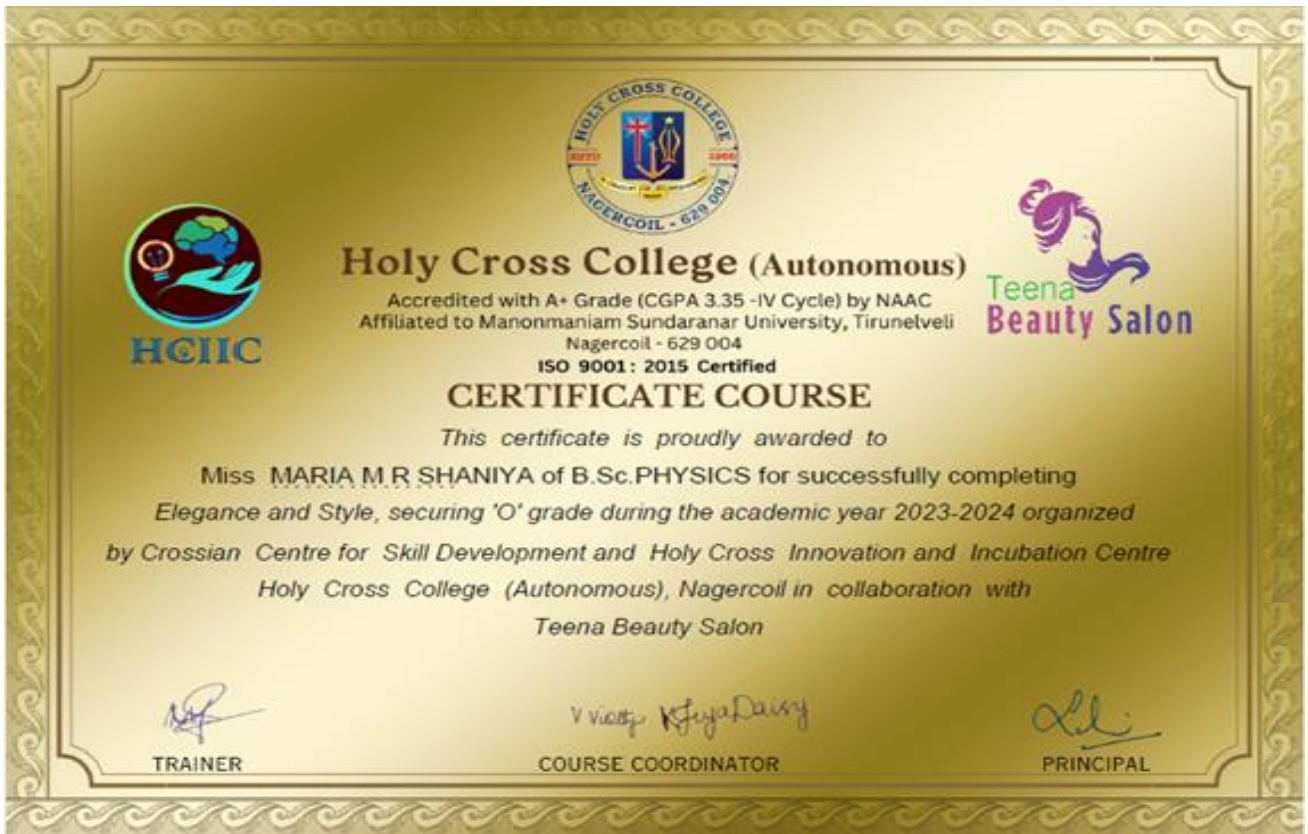 HOLY CROSS COLLEGE
ESTD 1965
NAGERCOIL - 629 004.
HCIIC
Teena
Beauty Salon
Holy Cross College (Autonomous)
Accredited with A+ Grade (CGPA 3.35 -IV Cycle) by NAAC
Affiliated to Manonmaniam Sundaranar University, Tirunelveli
Nagercoil - 629 004
ISO 9001: 2015 Certified
CERTIFICATE COURSE
This certificate is proudly awarded to
Miss MARIA M R SHANIYA of B.Sc.PHYSICS for successfully completing
Elegance and Style, securing 'O' grade during the academic year 2023-2024 organized
by Crossian Centre for Skill Development and Holy Cross Innovation and Incubation Centre
Holy Cross College (Autonomous), Nagercoil in collaboration with
Teena Beauty Salon
TRAINER
COURSE COORDINATOR
PRINCIPAL